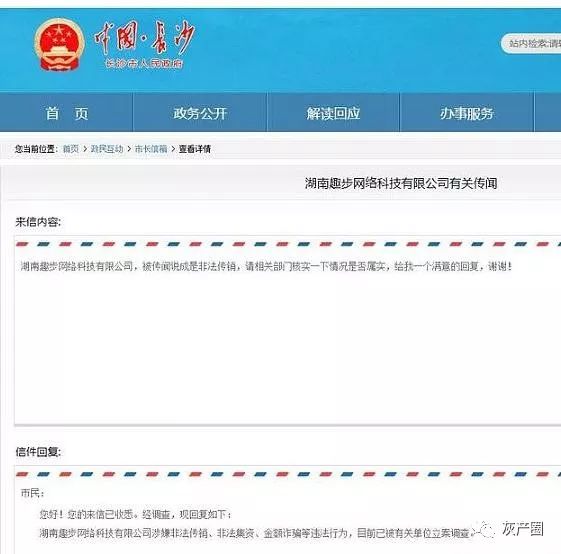 中国·长沙
长沙市人民政府
站内检索:请
首 页 政务公开 解读回应 办事服务
您当前位置: 首页 > 政民互动 > 市长信箱 > 查看详情
湖南趣步网络科技有限公司有关传闻
来信内容:
湖南趣步网络科技有限公司，被传闻说成是非法传销，请相关部门核实一下情况是否属实，给我一个满意的回复，谢谢！
信件回复:
市民：
您好！您的来信已收悉。经调查，现回复如下：
湖南趣步网络科技有限公司涉嫌非法传销、非法集资、金额诈骗等违法行为，目前已被有关单位立案调查
灰产圈